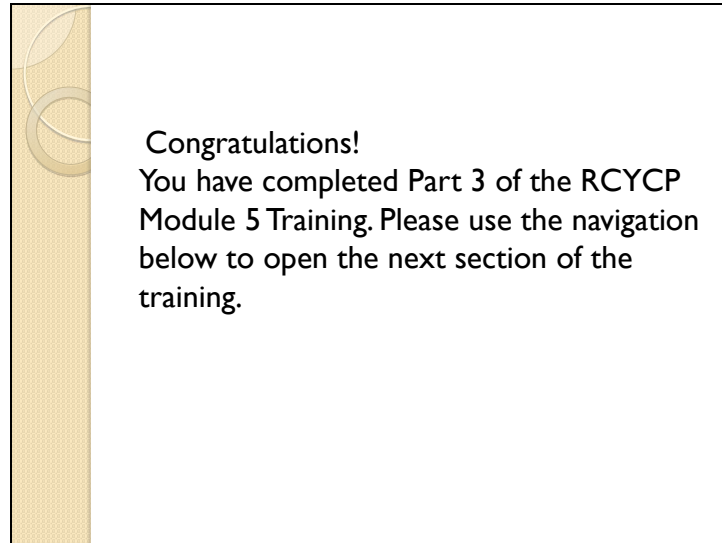 Congratulations!
You have completed Part 3 of the RCYCP
Module 5 Training. Please use the navigation
below to open the next section of the
training.